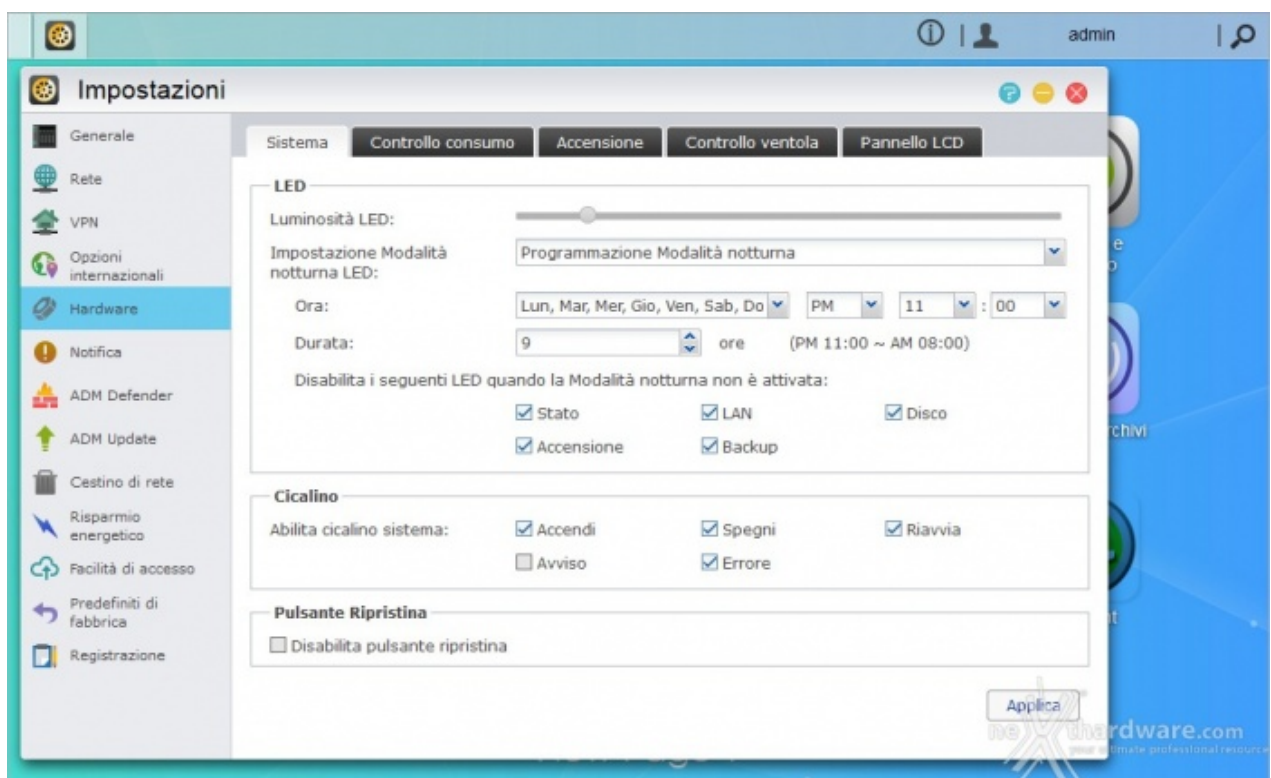 admin
Impostazioni
Generale
Rete
VPN
Opzioni
internazionali
Hardware
Notifica
ADM Defender
ADM Update
Cestino di rete
Risparmio
energetico
Facilità di accesso
Predefiniti di
fabbrica
Registrazione
Sistema Controllo consumo Accensione Controllo ventola Pannello LCD
LED
Luminosità LED:
Impostazione Modalità
notturna LED:
Programmazione Modalità notturna
Ora: Lun, Mar, Mer, Gio, Ven, Sab, Do PM 11 : 00
Durata: 9 ore (PM 11:00 ~ AM 08:00)
Disabilita i seguenti LED quando la Modalità notturna non è attivata:
Stato LAN Disco
Accensione Backup
Cicalino
Abilita cicalino sistema: Accendi Spegni Riavvia
Avviso Errore
Pulsante Ripristina
Disabilita pulsante ripristina
Applica
e
o
rchivi
nexthardware.com
your ultimate professional resource